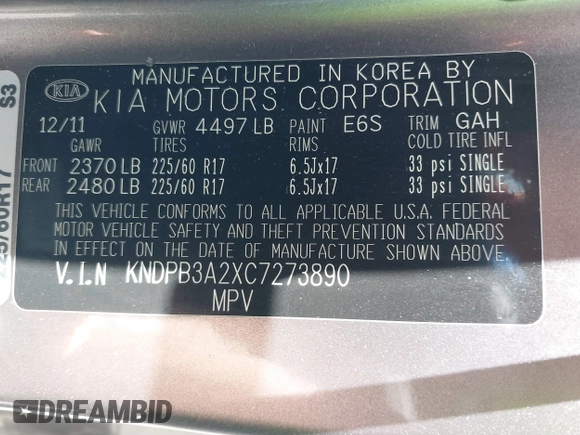 MANUFACTURED IN KOREA BY
KIA KIA MOTORS CORPORATION
12/11 GVWR 4497 LB PAINT E6S TRIM GAH
GAWR TIRES RIMS COLD TIRE INFL
FRONT 2370 LB 225/60 R17 6.5Jx17 33 psi SINGLE
REAR 2480 LB 225/60 R17 6.5Jx17 33 psi SINGLE
THIS VEHICLE CONFORMS TO ALL APPLICABLE U.S.A. FEDERAL
MOTOR VEHICLE SAFETY AND THEFT PREVENTION STANDARDS
IN EFFECT ON THE DATE OF MANUFACTURE SHOWN ABOVE.
V.I.N KNDPB3A2XC7273890
MPV
S3
225/60R17
DREAMBID